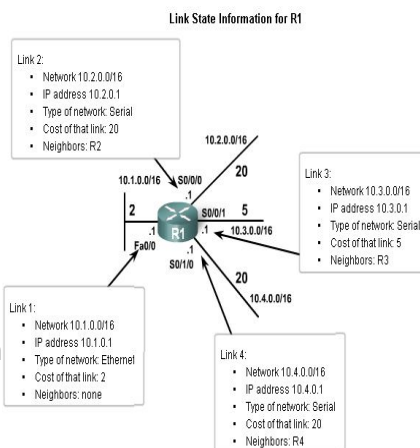 Link State Information for R1
Link 2:
Network 10.2.0.0/16
IP address 10.2.0.1
Type of network: Serial
Cost of that link: 20
Neighbors: R2
10.2.0.0/16
20
10.1.0.0/16
S0/0/0
.1
2
S0/0/1
5
.1
R1
.1
10.3.0.0/16
Fa0/0
.1
S0/1/0
20
10.4.0.0/16
Link 3:
Network 10.3.0.0/16
IP address 10.3.0.1
Type of network: Serial
Cost of that link: 5
Neighbors: R3
Link 1:
Network 10.1.0.0/16
IP address 10.1.0.1
Type of network: Ethernet
Cost of that link: 2
Neighbors: none
Link 4:
Network 10.4.0.0/16
IP address 10.4.0.1
Type of network: Serial
Cost of that link: 20
Neighbors: R4